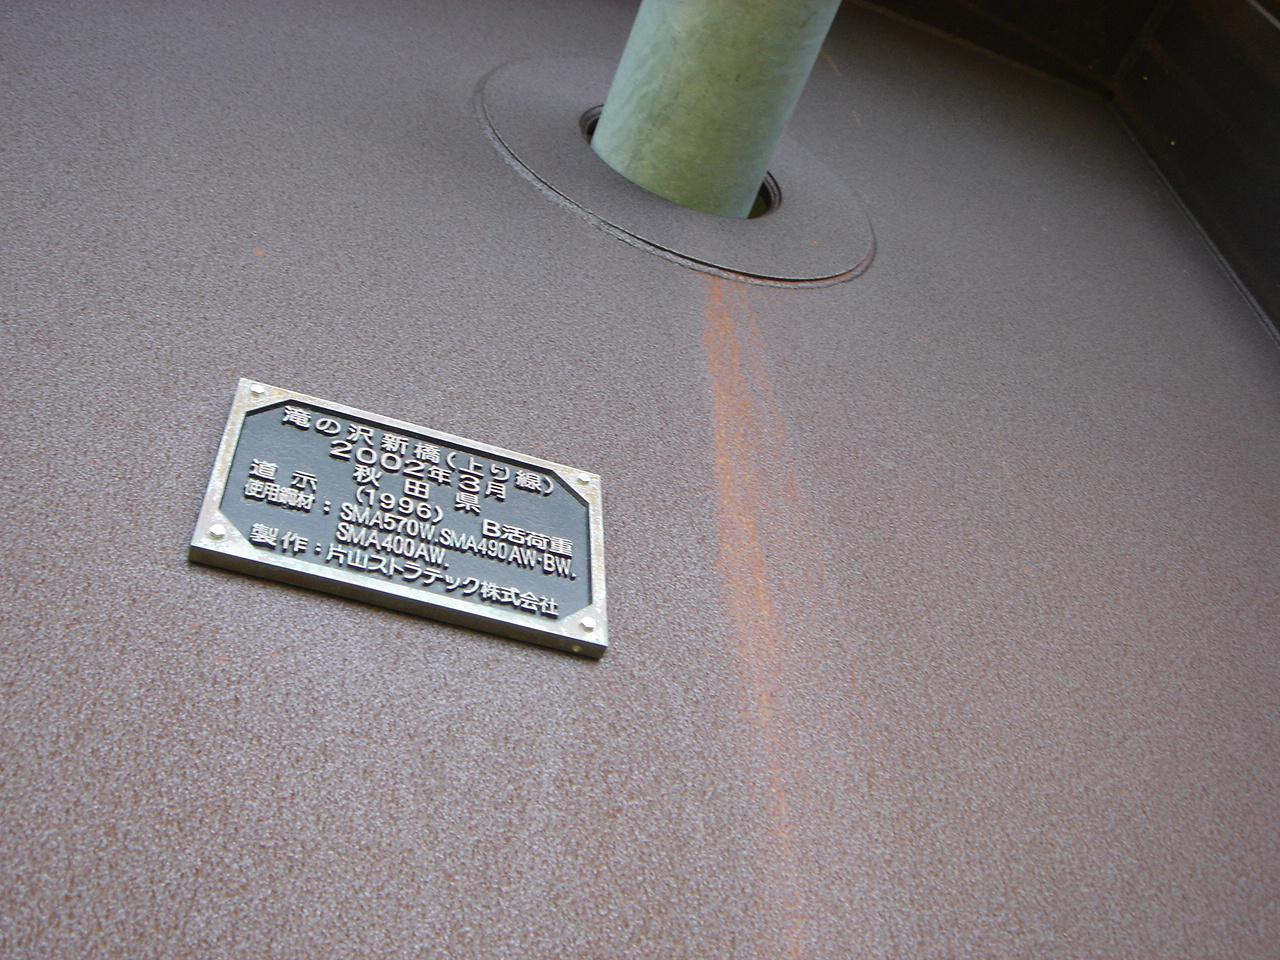 滝の沢新橋(上り線)
2002年3月
秋田県
道示(1996) B活荷重
使用鋼材:SMA570W.SMA490AW·BW.
SMA400AW.
製作:片山ストラテック株式会社